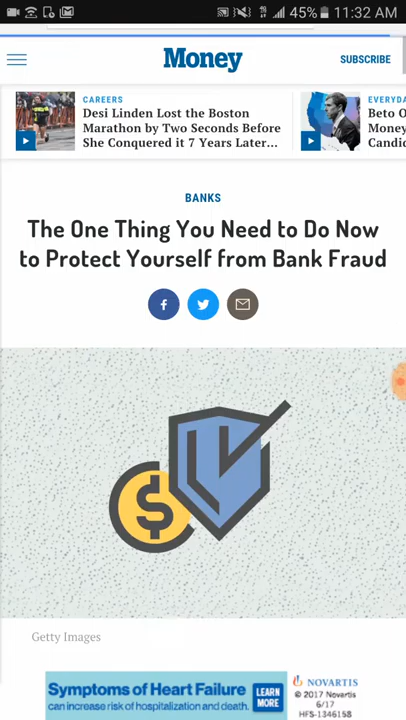 45% 11:32 AM
Money
SUBSCRIBE
CAREERS
Desi Linden Lost the Boston
Marathon by Two Seconds Before
She Conquered it 7 Years Later...
EVERYDA
Beto O
Money
Candid
BANKS
The One Thing You Need to Do Now
to Protect Yourself from Bank Fraud
f
$
Getty Images
Symptoms of Heart Failure
can increase risk of hospitalization and death.
LEARN
MORE
NOVARTIS
© 2017 Novartis
6/17
HFS-1346158